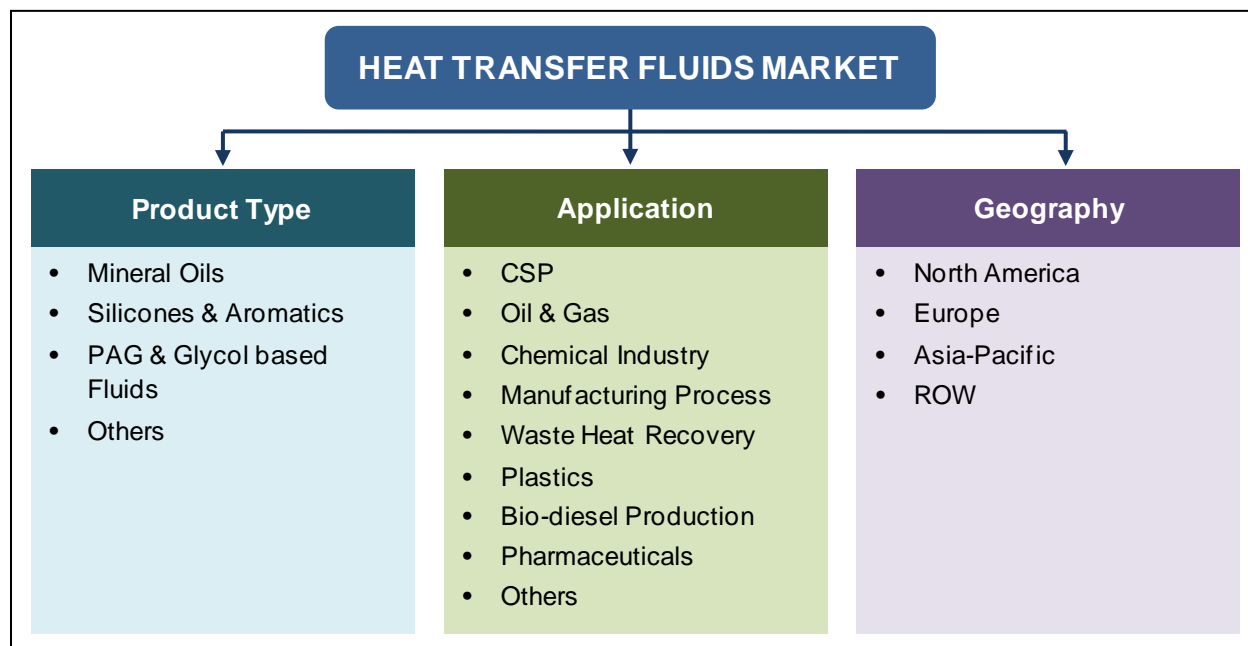 HEAT TRANSFER FLUIDS MARKET
Product Type
• Mineral Oils
• Silicones & Aromatics
• PAG & Glycol based
Fluids
• Others
Application
• CSP
• Oil & Gas
• Chemical Industry
• Manufacturing Process
• Waste Heat Recovery
• Plastics
• Bio-diesel Production
• Pharmaceuticals
• Others
Geography
• North America
• Europe
• Asia-Pacific
• ROW